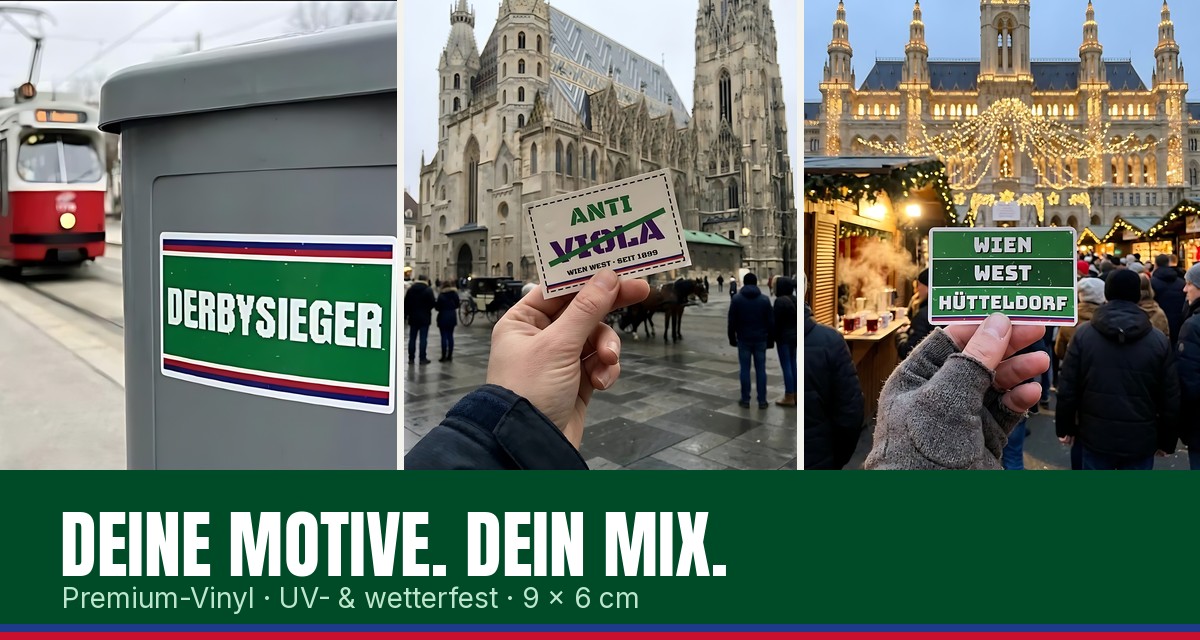 DERBYSIEGER
ANTI
VIOLA
WIEN WEST · SEIT 1899
WIEN
WEST
HÜTTELDORF
DEINE MOTIVE. DEIN MIX.
Premium-Vinyl · UV- & wetterfest · 9 × 6 cm